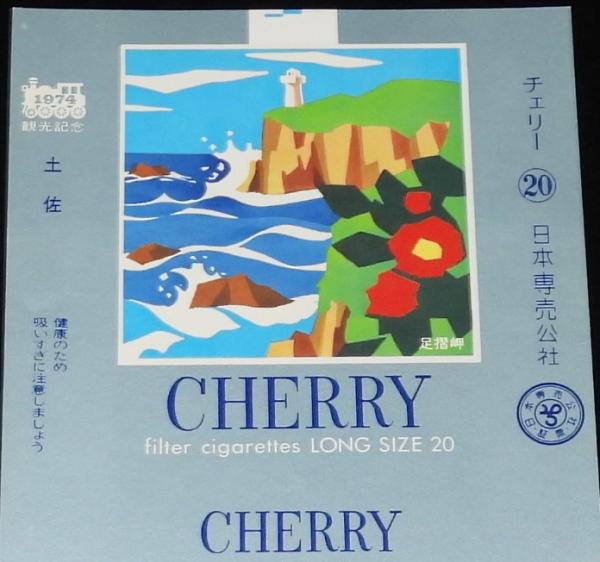 1974
観光記念
土佐
健康のため
吸いすぎに注意しましょう
足摺岬
CHERRY
filter cigarettes LONG SIZE 20
CHERRY
チェリー
20
日本専売公社